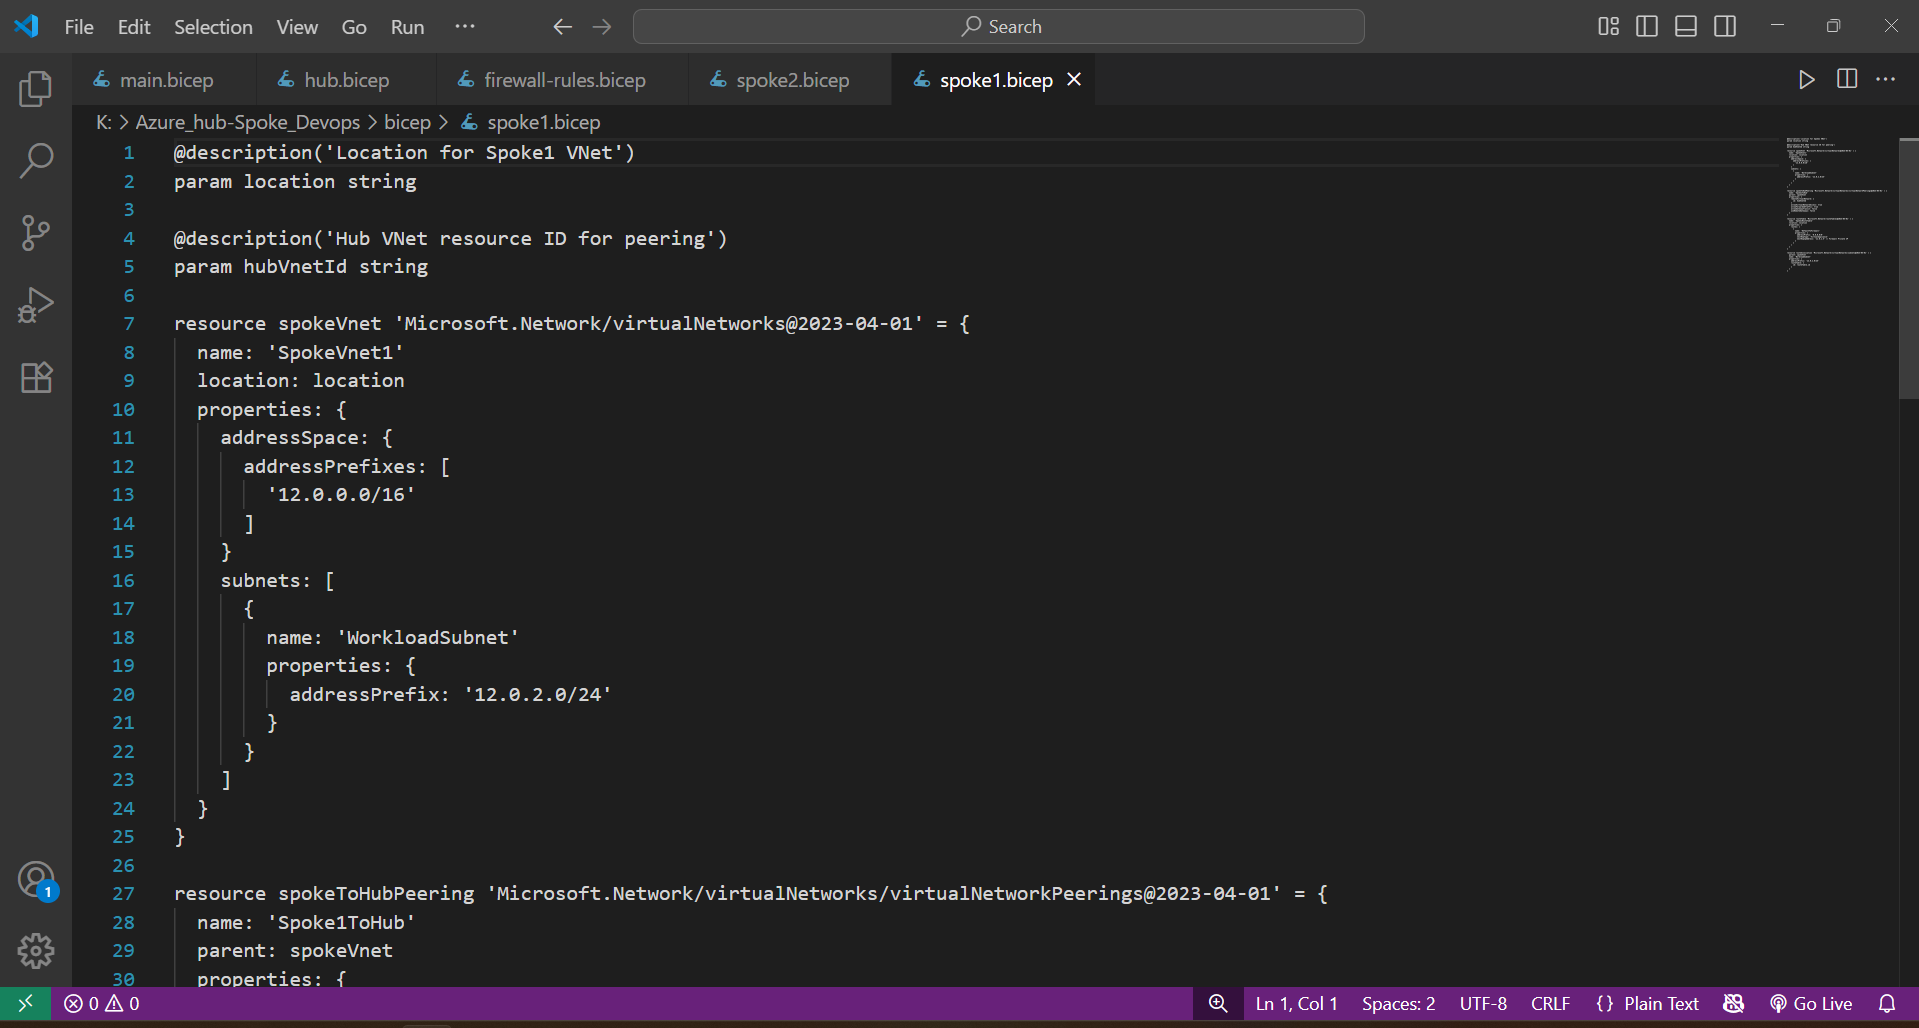 File Edit Selection View Go Run ··· Search
main.bicep hub.bicep firewall-rules.bicep spoke2.bicep spoke1.bicep
K: > Azure_hub-Spoke_Devops > bicep > spoke1.bicep
1 @description('Location for Spoke1 VNet')
2 param location string
3
4 @description('Hub VNet resource ID for peering')
5 param hubVnetId string
6
7 resource spokeVnet 'Microsoft.Network/virtualNetworks@2023-04-01' = {
8 name: 'SpokeVnet1'
9 location: location
10 properties: {
11 addressSpace: {
12 addressPrefixes: [
13 '12.0.0.0/16'
14 ]
15 }
16 subnets: [
17 {
18 name: 'WorkloadSubnet'
19 properties: {
20 addressPrefix: '12.0.2.0/24'
21 }
22 }
23 ]
24 }
25 }
26
27 resource spokeToHubPeering 'Microsoft.Network/virtualNetworks/virtualNetworkPeerings@2023-04-01' = {
28 name: 'Spoke1ToHub'
29 parent: spokeVnet
30 properties: {
1
0 0 Ln 1, Col 1 Spaces: 2 UTF-8 CRLF {} Plain Text Go Live